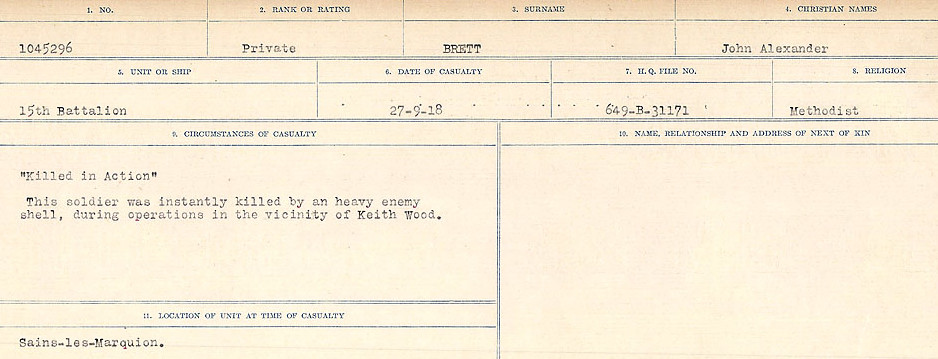 1. NO. 2. RANK OR RATING 3. SURNAME 4. CHRISTIAN NAMES
1045296 Private BRETT John Alexander
5. UNIT OR SHIP 6. DATE OF CASUALTY 7. H. Q. FILE NO. 8. RELIGION
15th Battalion 27-9-18 649-B-31171 Methodist
9. CIRCUMSTANCES OF CASUALTY 10. NAME, RELATIONSHIP AND ADDRESS OF NEXT OF KIN
"Killed in Action"
This soldier was instantly killed by an heavy enemy
shell, during operations in the vicinity of Keith Wood.
11. LOCATION OF UNIT AT TIME OF CASUALTY
Sains-les-Marquion.